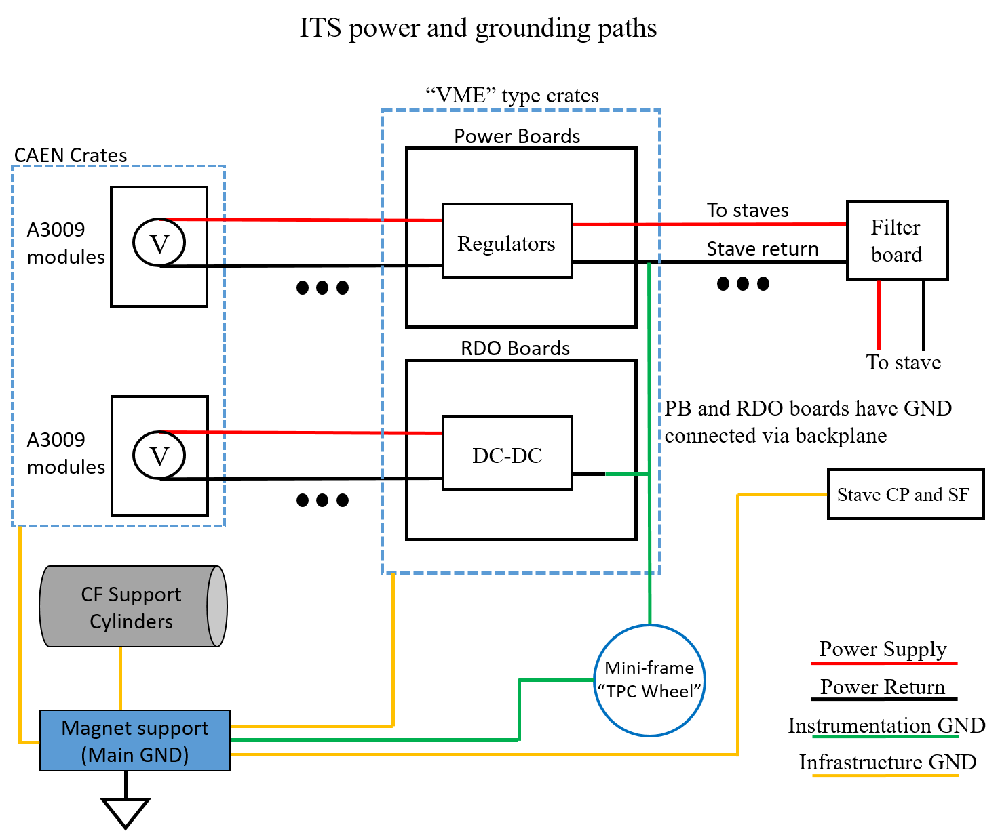 ITS power and grounding paths
“VME” type crates
Power Boards
CAEN Crates
A3009
modules
V
Regulators
To staves
Stave return
Filter
board
To stave
RDO Boards
A3009
modules
V
DC-DC
PB and RDO boards have GND
connected via backplane
Stave CP and SF
CF Support
Cylinders
Mini-frame
“TPC Wheel”
Magnet support
(Main GND)
Power Supply
Power Return
Instrumentation GND
Infrastructure GND